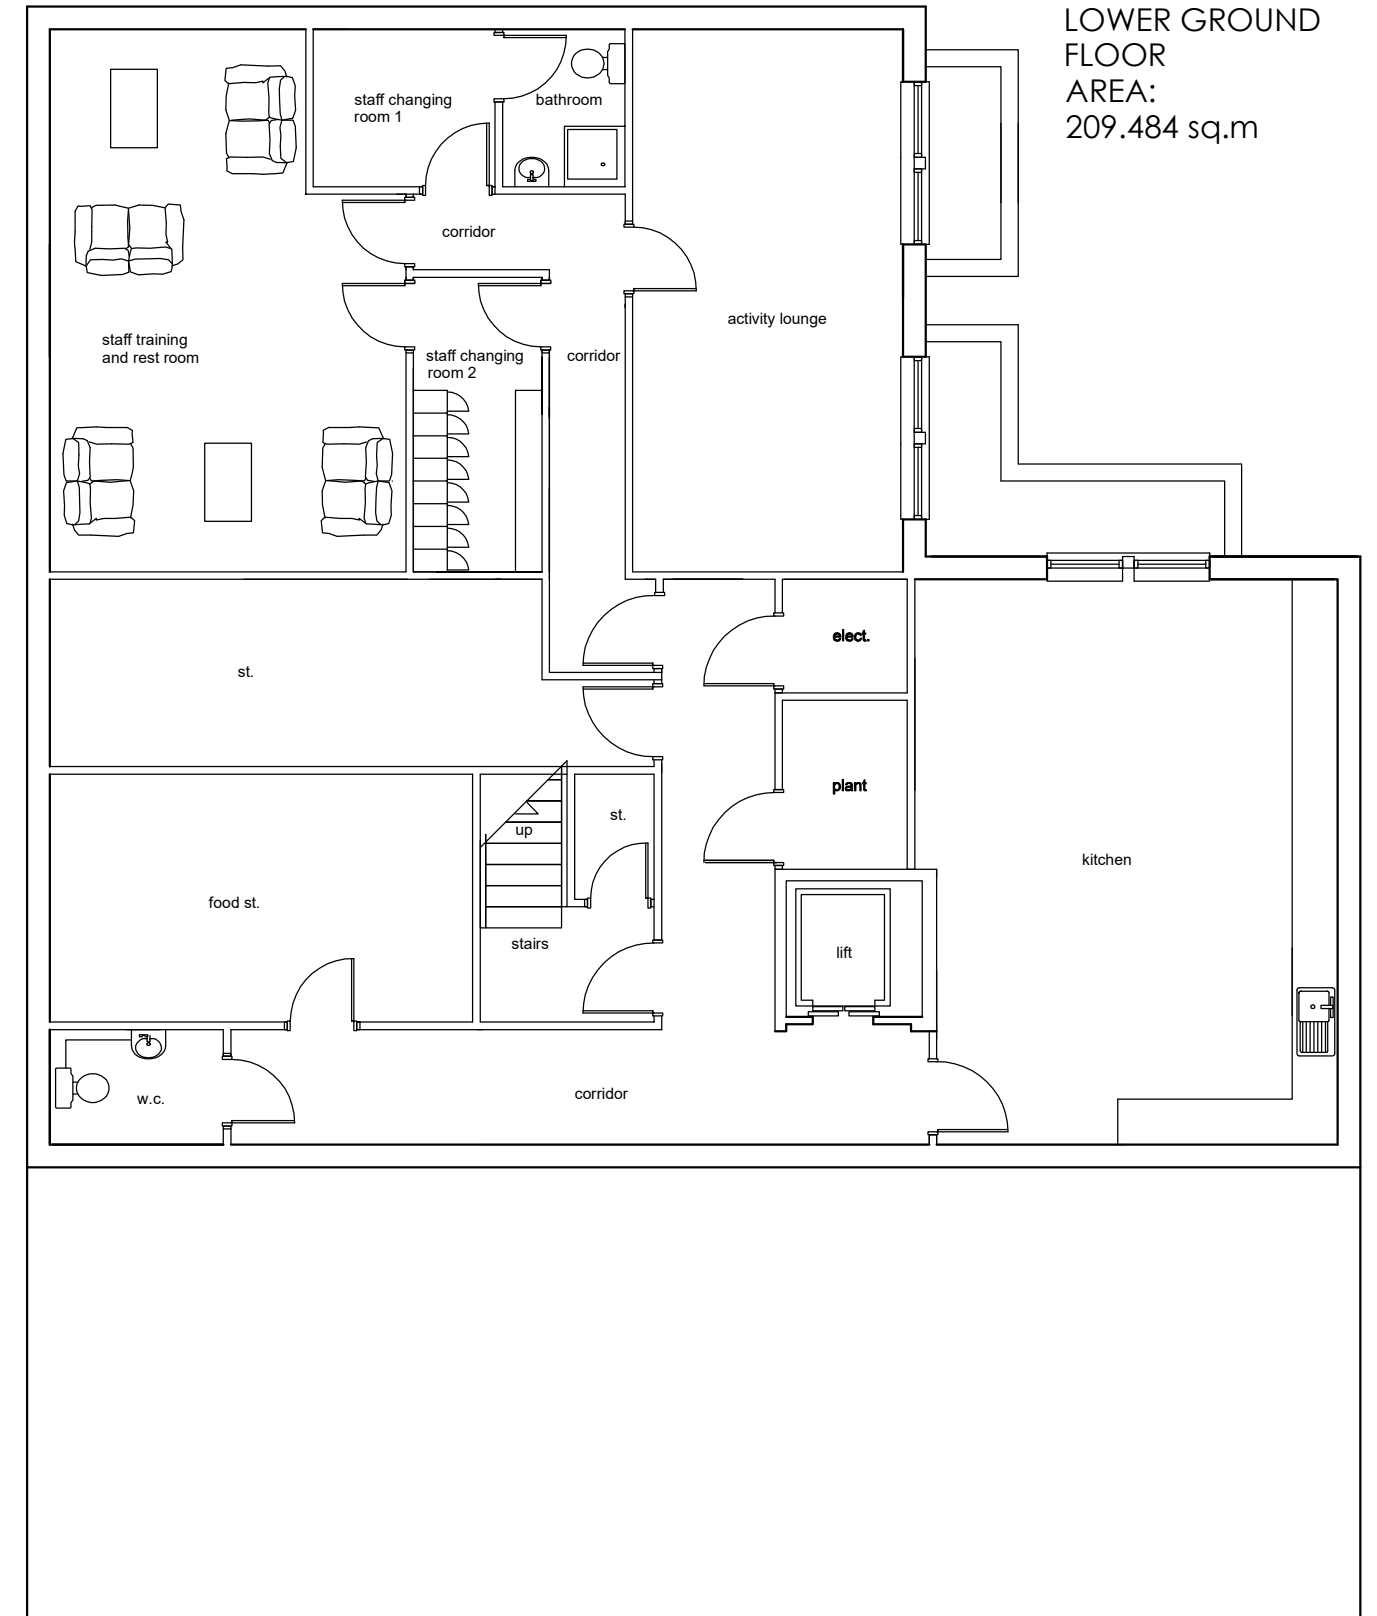 LOWER GROUND
FLOOR
AREA:
209.484 sq.m
staff changing
room 1
bathroom
corridor
activity lounge
staff training
and rest room
staff changing
room 2
corridor
elect.
st.
plant
st.
up
kitchen
food st.
stairs
lift
corridor
w.c.